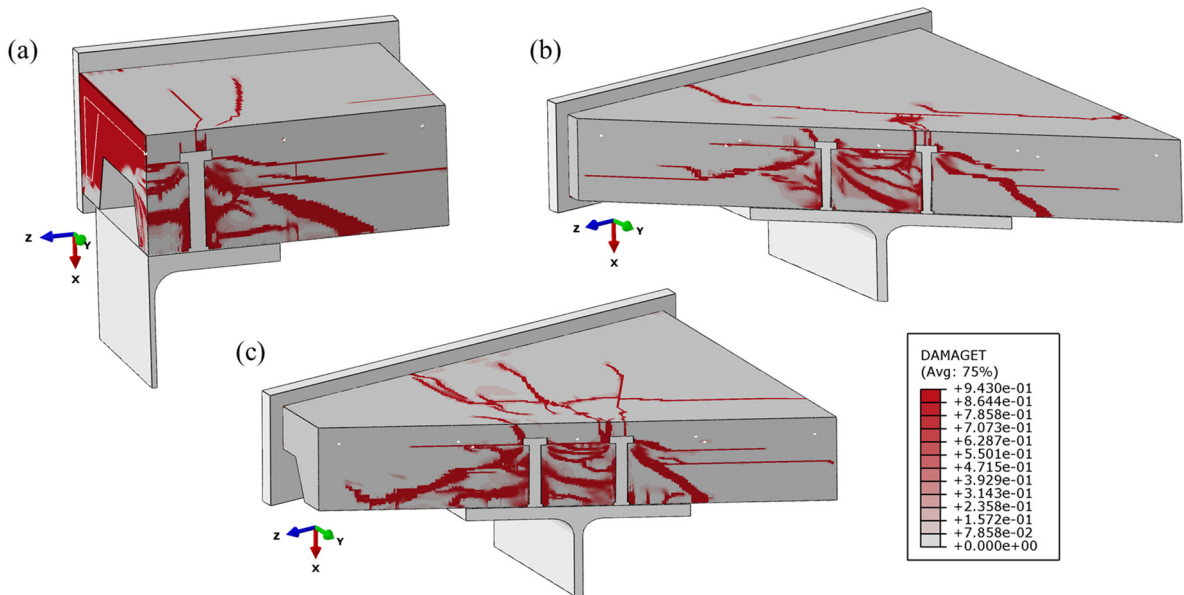 (a)
(b)
Z
Y
X
Z
Y
X
(c)
Z
Y
X
DAMAGET
(Avg: 75%)
+9.430e-01
+8.644e-01
+7.858e-01
+7.073e-01
+6.287e-01
+5.501e-01
+4.715e-01
+3.929e-01
+3.143e-01
+2.358e-01
+1.572e-01
+7.858e-02
+0.000e+00